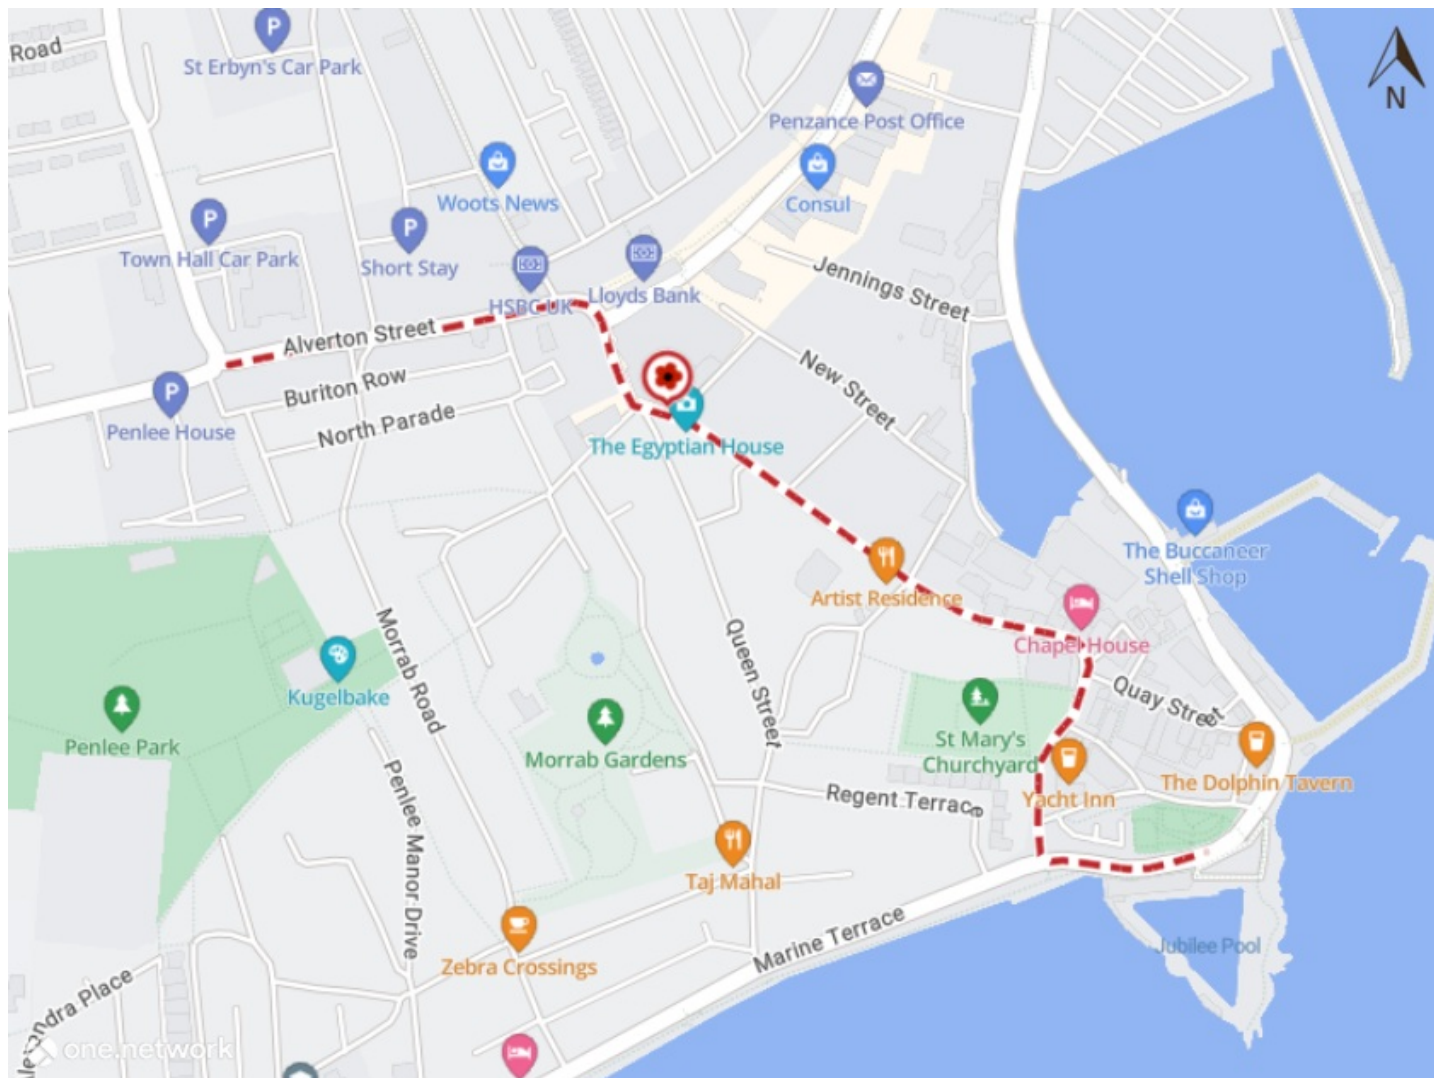 Road
St Erbyn's Car Park
N
Penzance Post Office
Woots News
Consul
Town Hall Car Park
Short Stay
Jennings Street
HSBC UK
Lloyds Bank
Alverton Street
New Street
Buriton Row
North Parade
Penlee House
The Egyptian House
The Buccaneer
Shell Shop
Artist Residence
Chapel House
Morrab Road
Queen Street
Kugelbake
Quay Street
Penlee Park
Morrab Gardens
St Mary's
Churchyard
The Dolphin Tavern
Yacht Inn
Regent Terrace
Penlee Manor Drive
Taj Mahal
Marine Terrace
Jubilee Pool
Zebra Crossings
one.network